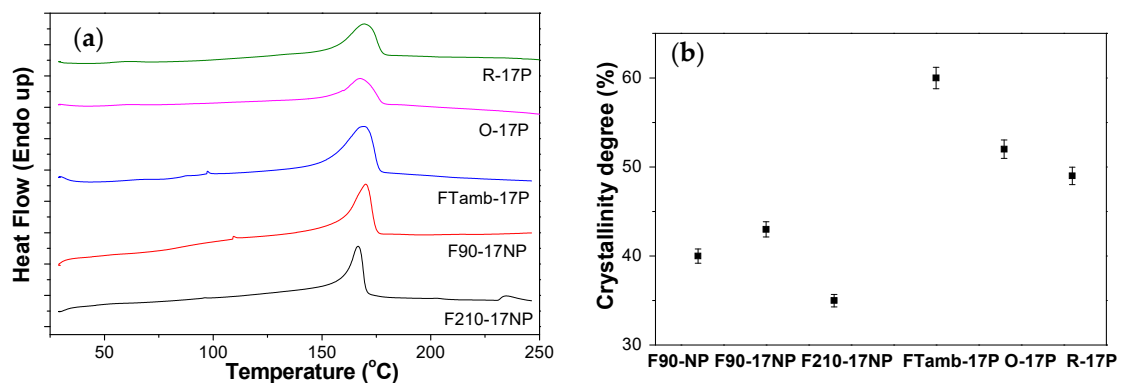 (a)
Heat Flow (Endo up)
R-17P
O-17P
FTamb-17P
F90-17NP
F210-17NP
50 100 150 200 250
Temperature (°C)
(b)
Crystallinity degree (%)
60
50
40
30
F90-NP F90-17NP F210-17NP FTamb-17P O-17P R-17P